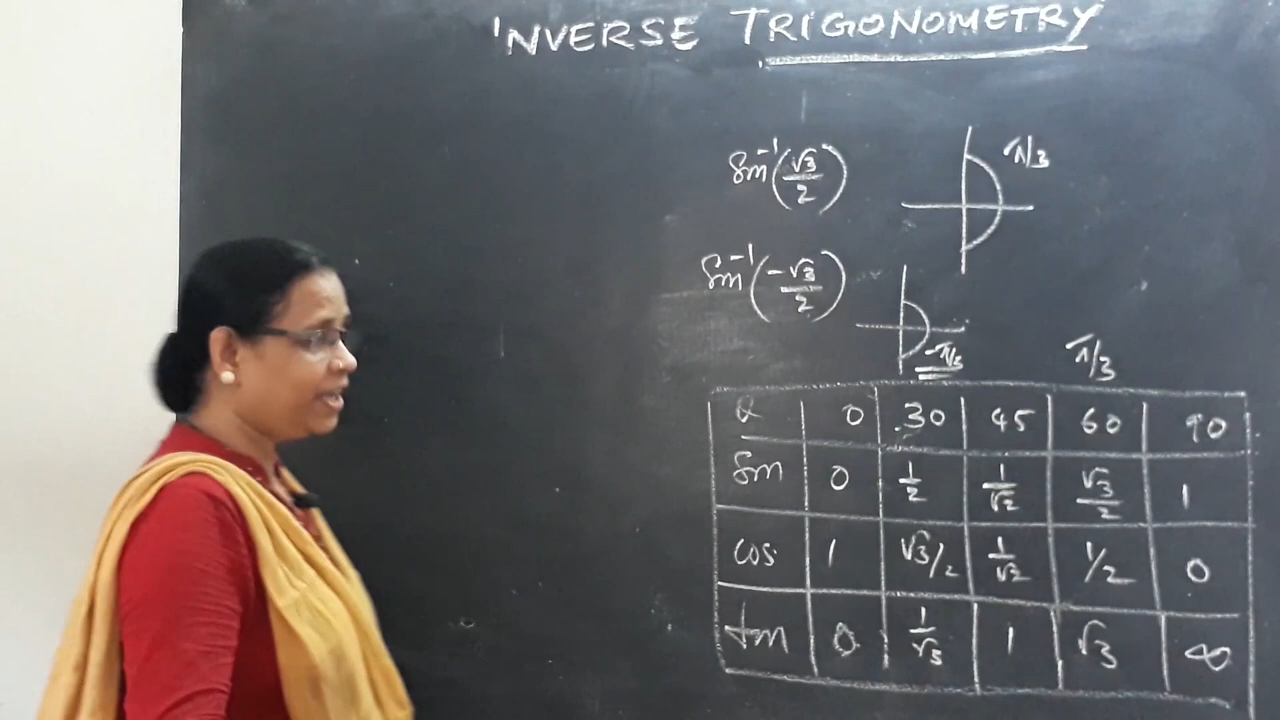 INVERSE TRIGONOMETRY
Sin⁻¹(√3/2) π/3
Sin⁻¹(-√3/2) -π/3
π/3
θ 0 30 45 60 90
Sin 0 1/2 1/√2 √3/2 1
cos 1 √3/2 1/√2 1/2 0
tan 0 1/√3 1 √3 ∞